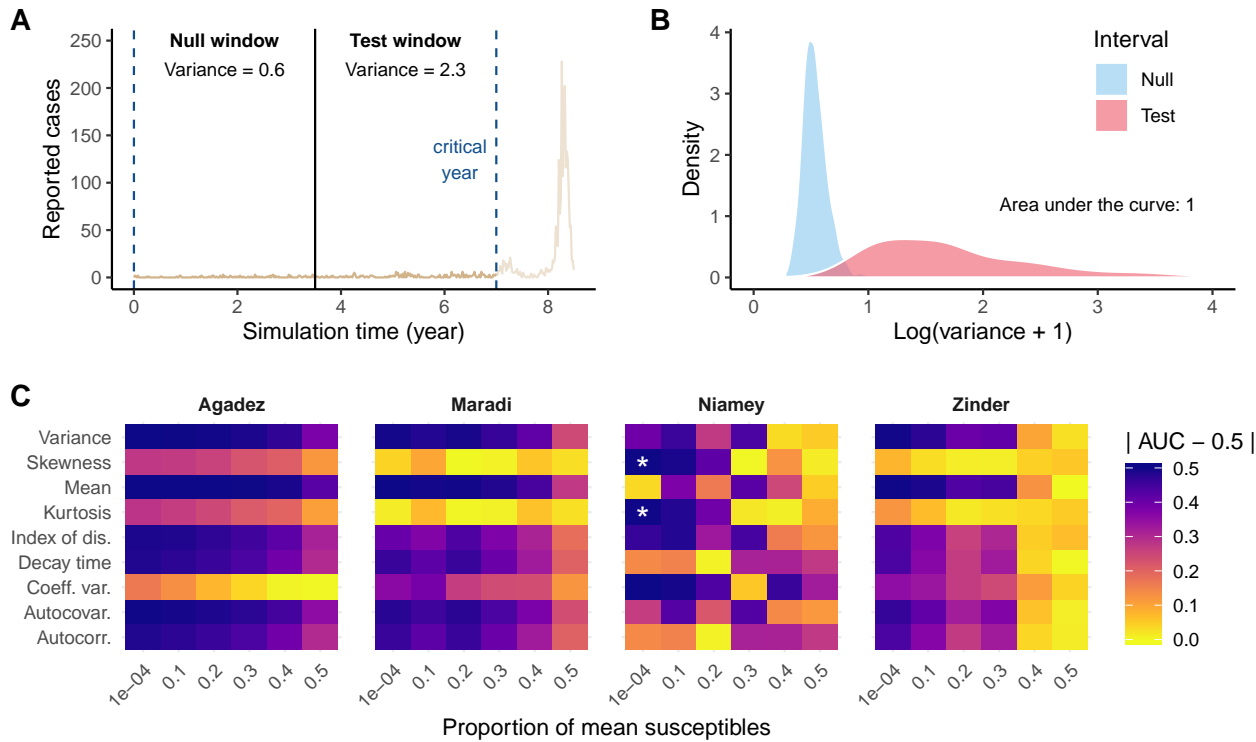 A
Reported cases
250
200
150
100
50
0
Null window
Variance = 0.6
Test window
Variance = 2.3
critical
year
0
2
4
6
8
Simulation time (year)
B
Density
4
3
2
1
0
Interval
Null
Test
Area under the curve: 1
0
1
2
3
4
Log(variance + 1)
C
Agadez
Maradi
Niamey
Zinder
Variance
Skewness
Mean
Kurtosis
Index of dis.
Decay time
Coeff. var.
Autocovar.
Autocorr.
*
*
1e−04 0.1 0.2 0.3 0.4 0.5
1e−04 0.1 0.2 0.3 0.4 0.5
1e−04 0.1 0.2 0.3 0.4 0.5
1e−04 0.1 0.2 0.3 0.4 0.5
Proportion of mean susceptibles
| AUC − 0.5 |
0.5
0.4
0.3
0.2
0.1
0.0